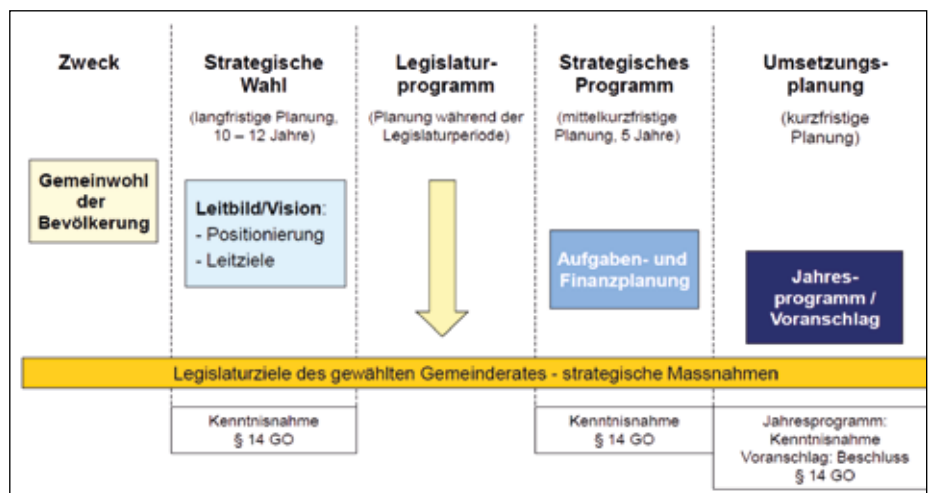 Zweck
Strategische
Wahl
(langfristige Planung,
10 – 12 Jahre)
Legislatur-
programm
(Planung während der
Legislaturperiode)
Strategisches
Programm
(mittelkurzfristige
Planung, 5 Jahre)
Umsetzungs-
planung
(kurzfristige
Planung)
Gemeinwohl
der
Bevölkerung
Leitbild/Vision:
- Positionierung
- Leitziele
Aufgaben- und
Finanzplanung
Jahres-
programm /
Voranschlag
Legislaturziele des gewählten Gemeinderates - strategische Massnahmen
Kenntnisnahme
§ 14 GO
Kenntnisnahme
§ 14 GO
Jahresprogramm:
Kenntnisnahme
Voranschlag: Beschluss
§ 14 GO